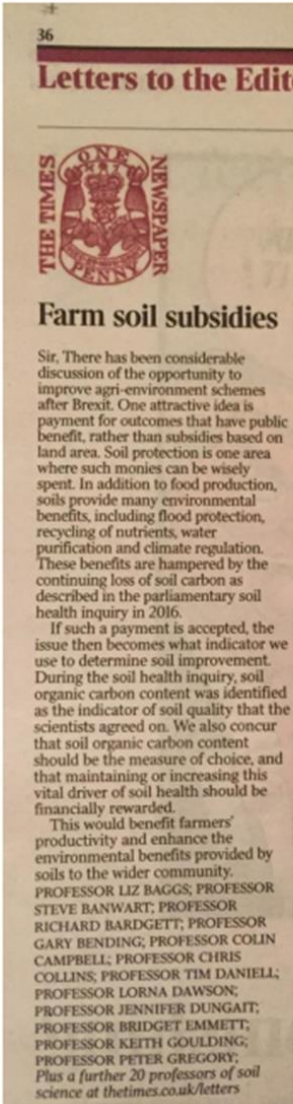 36
Letters to the Edit
THE TIMES
ONE
PENNY
NEWSPAPER
Farm soil subsidies
Sir, There has been considerable
discussion of the opportunity to
improve agri-environment schemes
after Brexit. One attractive idea is
payment for outcomes that have public
benefit, rather than subsidies based on
land area. Soil protection is one area
where such monies can be wisely
spent. In addition to food production,
soils provide many environmental
benefits, including flood protection,
recycling of nutrients, water
purification and climate regulation.
These benefits are hampered by the
continuing loss of soil carbon as
described in the parliamentary soil
health inquiry in 2016.
If such a payment is accepted, the
issue then becomes what indicator we
use to determine soil improvement.
During the soil health inquiry, soil
organic carbon content was identified
as the indicator of soil quality that the
scientists agreed on. We also concur
that soil organic carbon content
should be the measure of choice, and
that maintaining or increasing this
vital driver of soil health should be
financially rewarded.
This would benefit farmers'
productivity and enhance the
environmental benefits provided by
soils to the wider community.
PROFESSOR LIZ BAGGS; PROFESSOR
STEVE BANWART; PROFESSOR
RICHARD BARDGETT; PROFESSOR
GARY BENDING; PROFESSOR COLIN
CAMPBELL; PROFESSOR CHRIS
COLLINS; PROFESSOR TIM DANIELL;
PROFESSOR LORNA DAWSON;
PROFESSOR JENNIFER DUNGAIT;
PROFESSOR BRIDGET EMMETT;
PROFESSOR KEITH GOULDING;
PROFESSOR PETER GREGORY;
Plus a further 20 professors of soil
science at thetimes.co.uk/letters